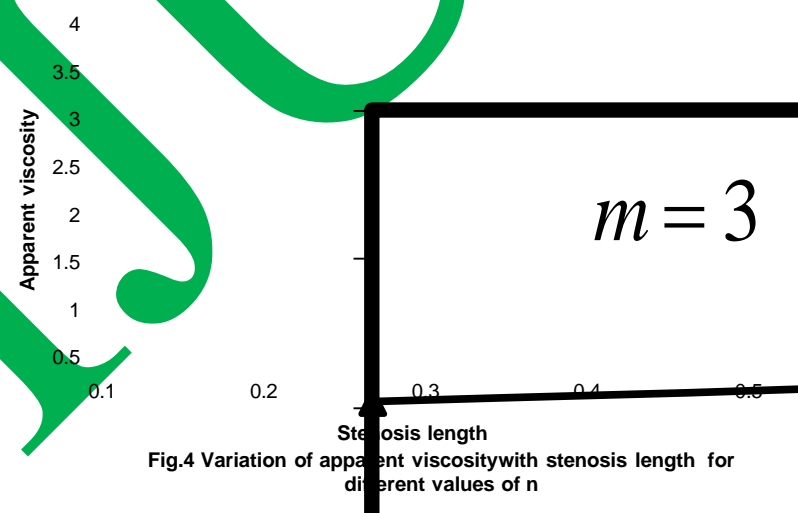 4
3.5
3
2.5
2
1.5
1
0.5
Apparent viscosity
m = 3
0.1 0.2 0.3 0.4 0.5
Stenosis length
Fig.4 Variation of apparent viscositywith stenosis length for
different values of n